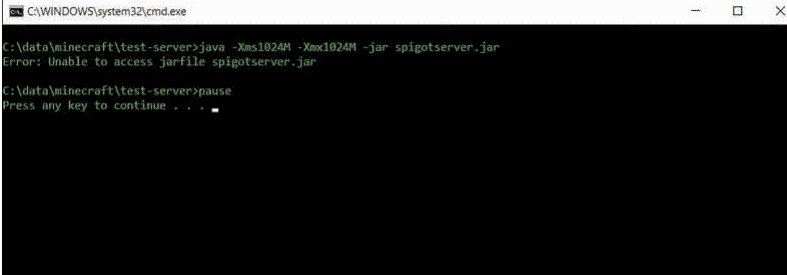 C:\WINDOWS\system32\cmd.exe
C:\data\minecraft\test-server>java -Xms1024M -Xmx1024M -jar spigotserver.jar
Error: Unable to access jarfile spigotserver.jar
C:\data\minecraft\test-server>pause
Press any key to continue . . .